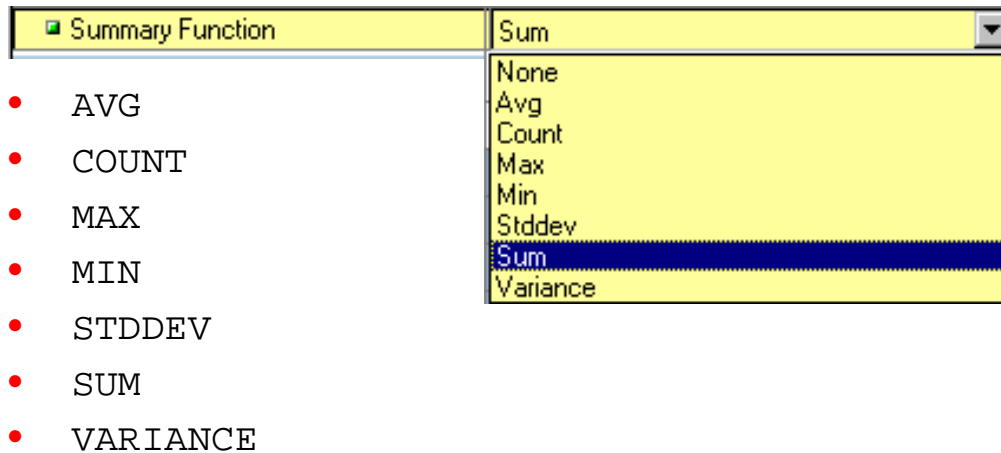 Summary Function
Sum
None
Avg
Count
Max
Min
Stddev
Sum
Variance
• AVG
• COUNT
• MAX
• MIN
• STDDEV
• SUM
• VARIANCE